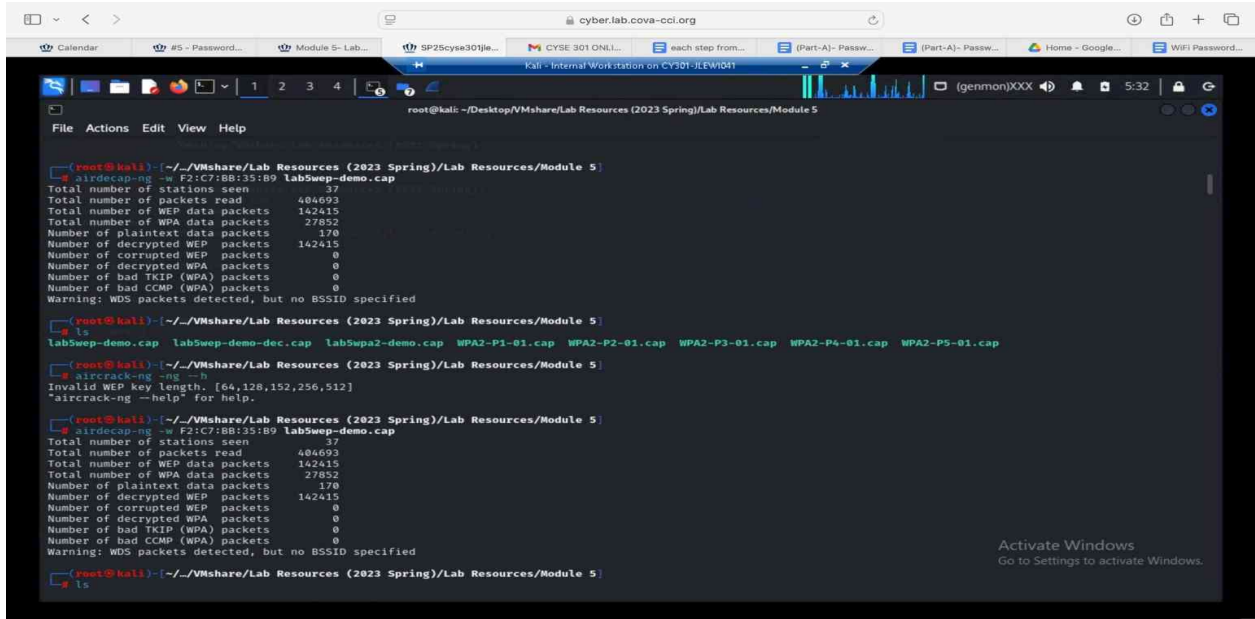 cyber.lab.cova-cci.org
Calendar
#5 - Password...
Module 5- Lab...
SP25cyse301jle...
CYSE 301 ONLI...
each step from...
(Part-A)- Passw...
(Part-A)- Passw...
Home - Google...
WiFi Password...
Kali - Internal Workstation on CY301-JLEWI041
1 2 3 4
(genmon)XXX
5:32
root@kali: ~/Desktop/VMshare/Lab Resources (2023 Spring)/Lab Resources/Module 5
File Actions Edit View Help
(root@kali)-[~/…/VMshare/Lab Resources (2023 Spring)/Lab Resources/Module 5]
# airdecap-ng -w F2:C7:BB:35:B9 lab5wep-demo.cap
Total number of stations seen 37
Total number of packets read 404693
Total number of WEP data packets 142415
Total number of WPA data packets 27852
Number of plaintext data packets 170
Number of decrypted WEP packets 142415
Number of corrupted WEP packets 0
Number of decrypted WPA packets 0
Number of bad TKIP (WPA) packets 0
Number of bad CCMP (WPA) packets 0
Warning: WDS packets detected, but no BSSID specified
(root@kali)-[~/…/VMshare/Lab Resources (2023 Spring)/Lab Resources/Module 5]
# ls
lab5wep-demo.cap lab5wep-demo-dec.cap lab5wpa2-demo.cap WPA2-P1-01.cap WPA2-P2-01.cap WPA2-P3-01.cap WPA2-P4-01.cap WPA2-P5-01.cap
(root@kali)-[~/…/VMshare/Lab Resources (2023 Spring)/Lab Resources/Module 5]
# aircrack-ng -ng --h
Invalid WEP key length. [64,128,152,256,512]
"aircrack-ng --help" for help.
(root@kali)-[~/…/VMshare/Lab Resources (2023 Spring)/Lab Resources/Module 5]
# airdecap-ng -w F2:C7:BB:35:B9 lab5wep-demo.cap
Total number of stations seen 37
Total number of packets read 404693
Total number of WEP data packets 142415
Total number of WPA data packets 27852
Number of plaintext data packets 170
Number of decrypted WEP packets 142415
Number of corrupted WEP packets 0
Number of decrypted WPA packets 0
Number of bad TKIP (WPA) packets 0
Number of bad CCMP (WPA) packets 0
Warning: WDS packets detected, but no BSSID specified
(root@kali)-[~/…/VMshare/Lab Resources (2023 Spring)/Lab Resources/Module 5]
# ls
Activate Windows
Go to Settings to activate Windows.